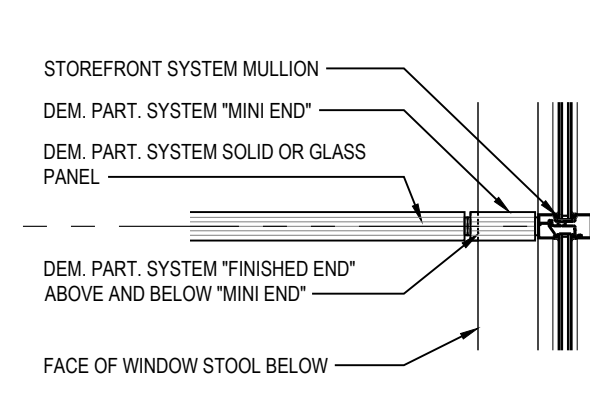 STOREFRONT SYSTEM MULLION
DEM. PART. SYSTEM "MINI END"
DEM. PART. SYSTEM SOLID OR GLASS
PANEL
DEM. PART. SYSTEM "FINISHED END"
ABOVE AND BELOW "MINI END"
FACE OF WINDOW STOOL BELOW